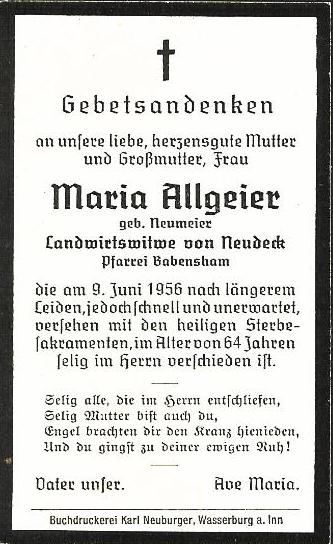 Gebetsandenken
an unsere liebe, herzensgute Mutter
und Großmutter, Frau
Maria Allgeier
geb. Neumeier
Landwirtswitwe von Neudeck
Pfarrei Babensham
die am 9. Juni 1956 nach längerem
Leiden, jedoch schnell und unerwartet,
versehen mit den heiligen Sterbe-
sakramenten, im Alter von 64 Jahren
selig im Herrn verschieden ist.
Selig alle, die im Herrn entschliefen,
Selig Mutter bist auch du,
Engel brachten dir den Kranz hienieden,
Und du gingst zu deiner ewigen Ruh!
Vater unser. Ave Maria.
Buchdruckerei Karl Neuburger, Wasserburg a. Inn